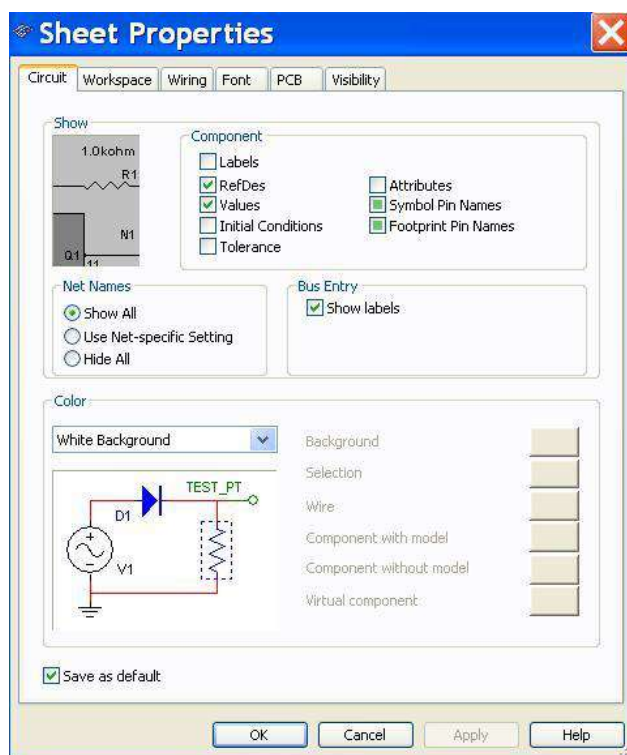 Sheet Properties
Circuit Workspace Wiring Font PCB Visibility
Show
1.0kohm
R1
N1
Q1
11
Component
Labels
RefDes
Values
Initial Conditions
Tolerance
Attributes
Symbol Pin Names
Footprint Pin Names
Net Names
Show All
Use Net-specific Setting
Hide All
Bus Entry
Show labels
Color
White Background
TEST_PT
D1
V1
Background
Selection
Wire
Component with model
Component without model
Virtual component
Save as default
OK Cancel Apply Help